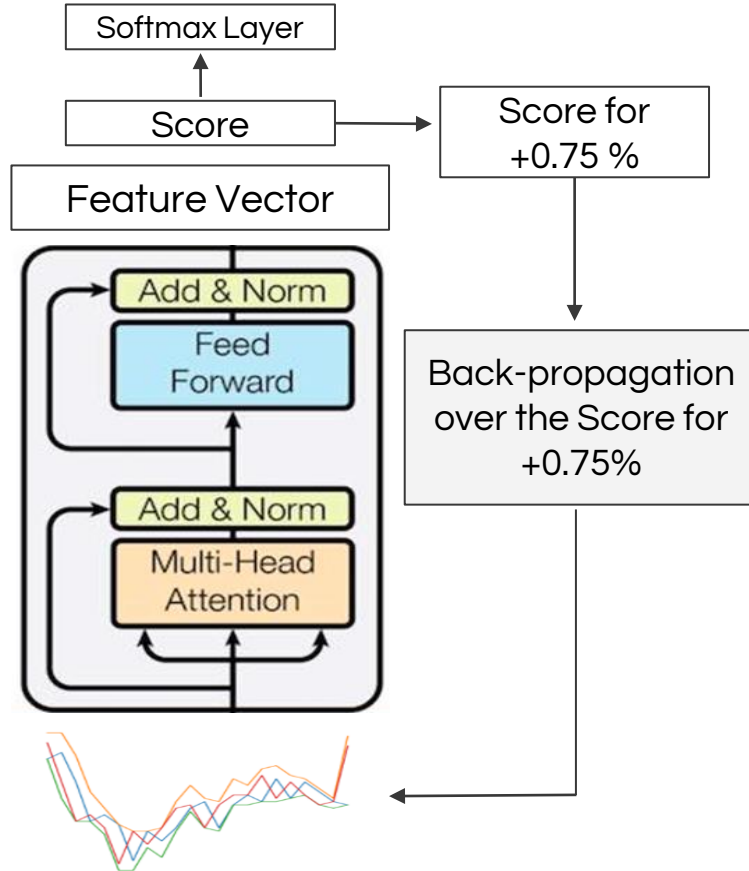 Softmax Layer
Score
Score for
+0.75 %
Feature Vector
Add & Norm
Feed
Forward
Back-propagation
over the Score for
+0.75%
Add & Norm
Multi-Head
Attention